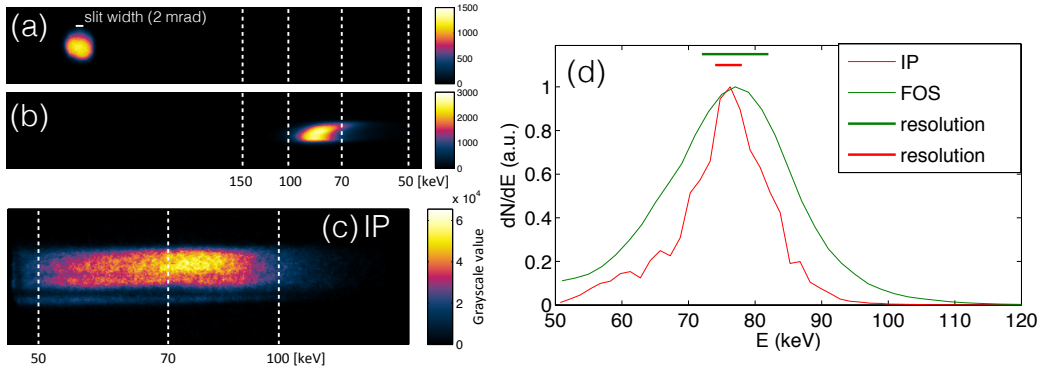 (a)
slit width (2 mrad)
1500
1000
500
0
(b)
3000
2000
1000
0
150 100 70 50 [keV]
(c) IP
x 10^4
6
4
2
0
Grayscale value
50 70 100 [keV]
(d)
IP
FOS
resolution
resolution
1
0.8
0.6
0.4
0.2
0
dN/dE (a.u.)
50 60 70 80 90 100 110 120
E (keV)